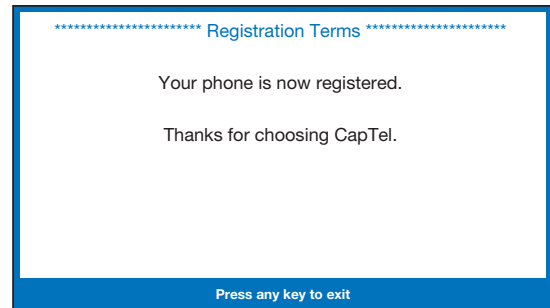 *********************** Registration Terms **********************
Your phone is now registered.
Thanks for choosing CapTel.
Press any key to exit